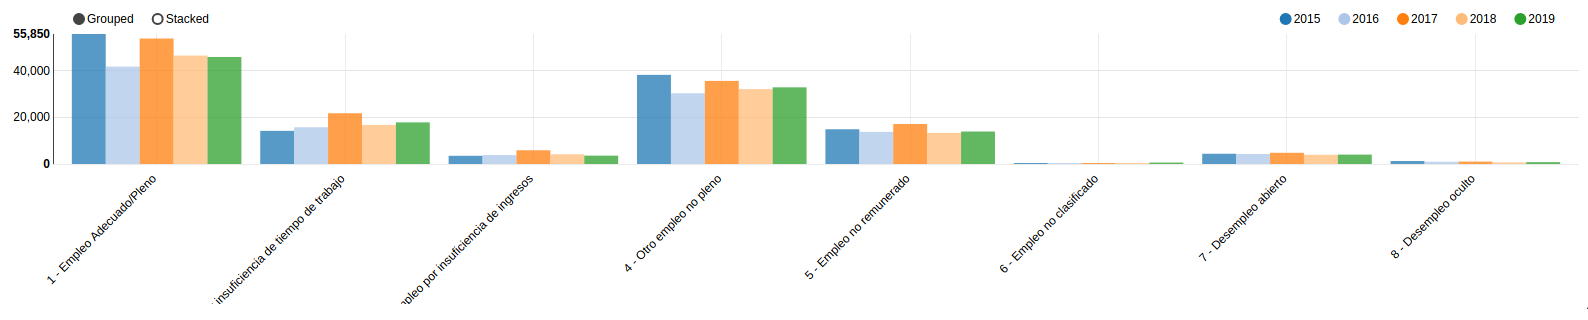 Grouped Stacked 2015 2016 2017 2018 2019
55,850
40,000
20,000
0
1 - Empleo Adecuado/Pleno
insuficiencia de tiempo de trabajo
por insuficiencia de ingresos
4 - Otro empleo no pleno
5 - Empleo no remunerado
6 - Empleo no clasificado
7 - Desempleo abierto
8 - Desempleo oculto